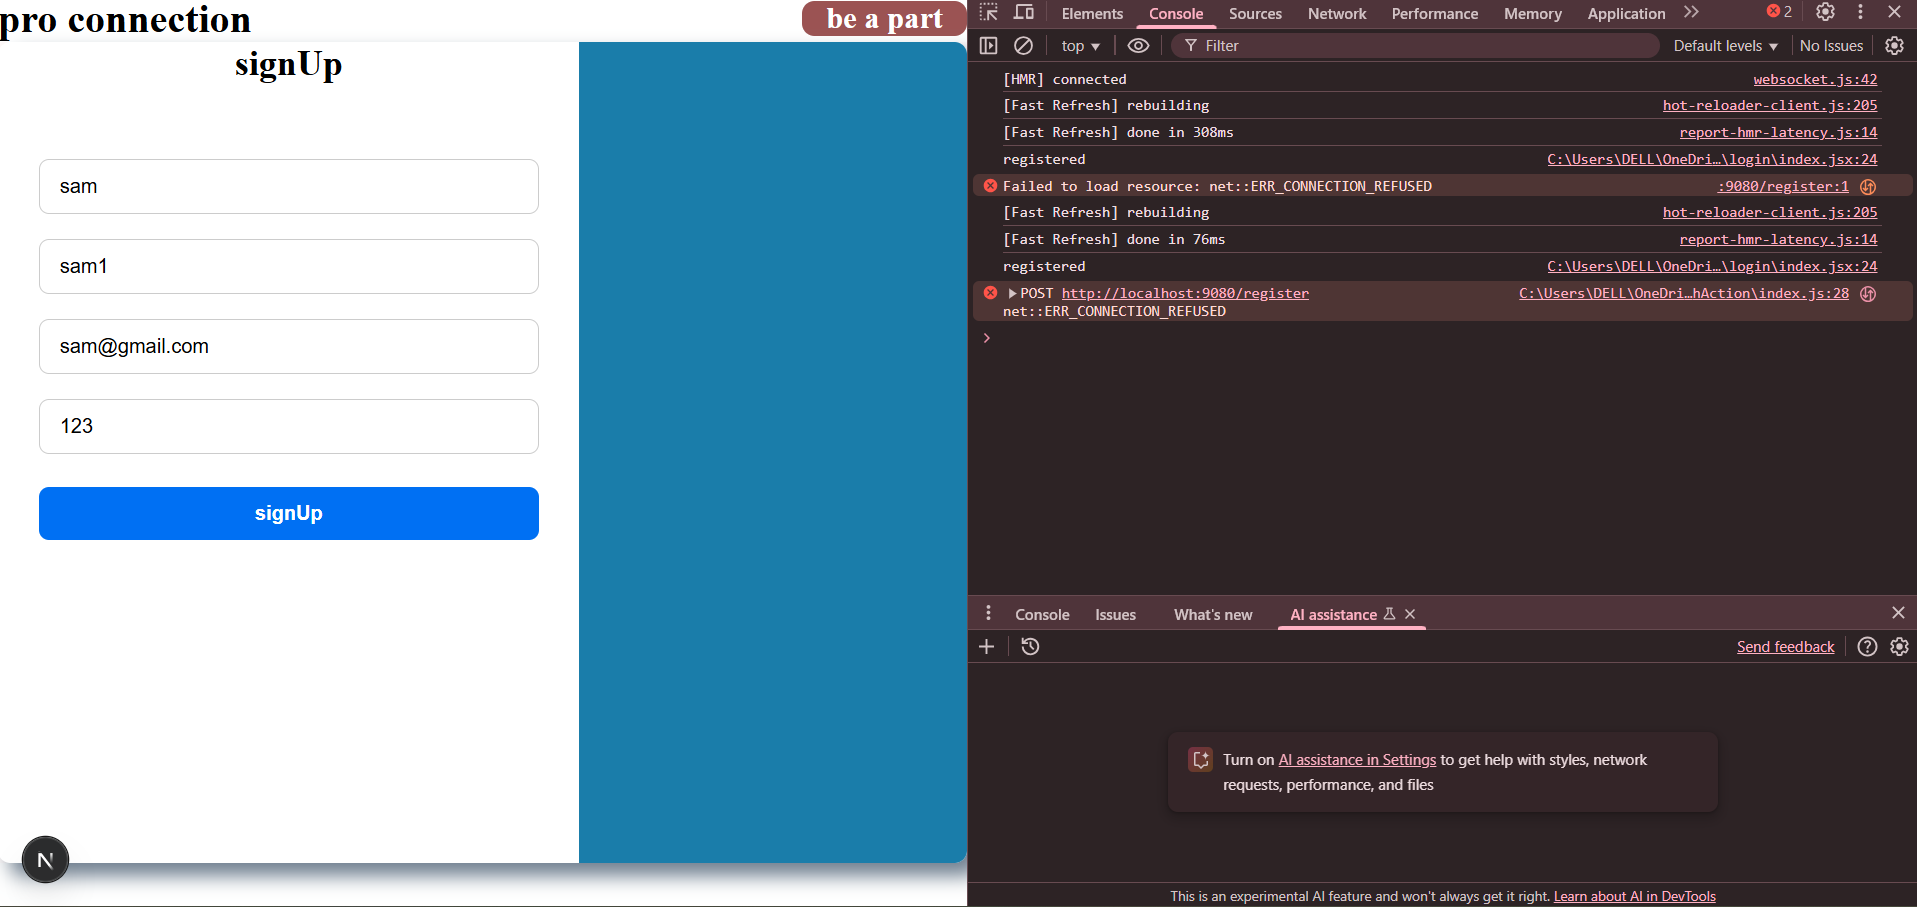 pro connection
be a part
signUp
sam
sam1
sam@gmail.com
123
signUp
N
Elements Console Sources Network Performance Memory Application 2
top Filter Default levels No Issues
[HMR] connected websocket.js:42
[Fast Refresh] rebuilding hot-reloader-client.js:205
[Fast Refresh] done in 308ms report-hmr-latency.js:14
registered C:\Users\DELL\OneDri…\login\index.jsx:24
Failed to load resource: net::ERR_CONNECTION_REFUSED :9080/register:1
[Fast Refresh] rebuilding hot-reloader-client.js:205
[Fast Refresh] done in 76ms report-hmr-latency.js:14
registered C:\Users\DELL\OneDri…\login\index.jsx:24
POST http://localhost:9080/register C:\Users\DELL\OneDri…hAction\index.js:28
net::ERR_CONNECTION_REFUSED
Console Issues What's new AI assistance
Send feedback
Turn on AI assistance in Settings to get help with styles, network
requests, performance, and files
This is an experimental AI feature and won't always get it right. Learn about AI in DevTools